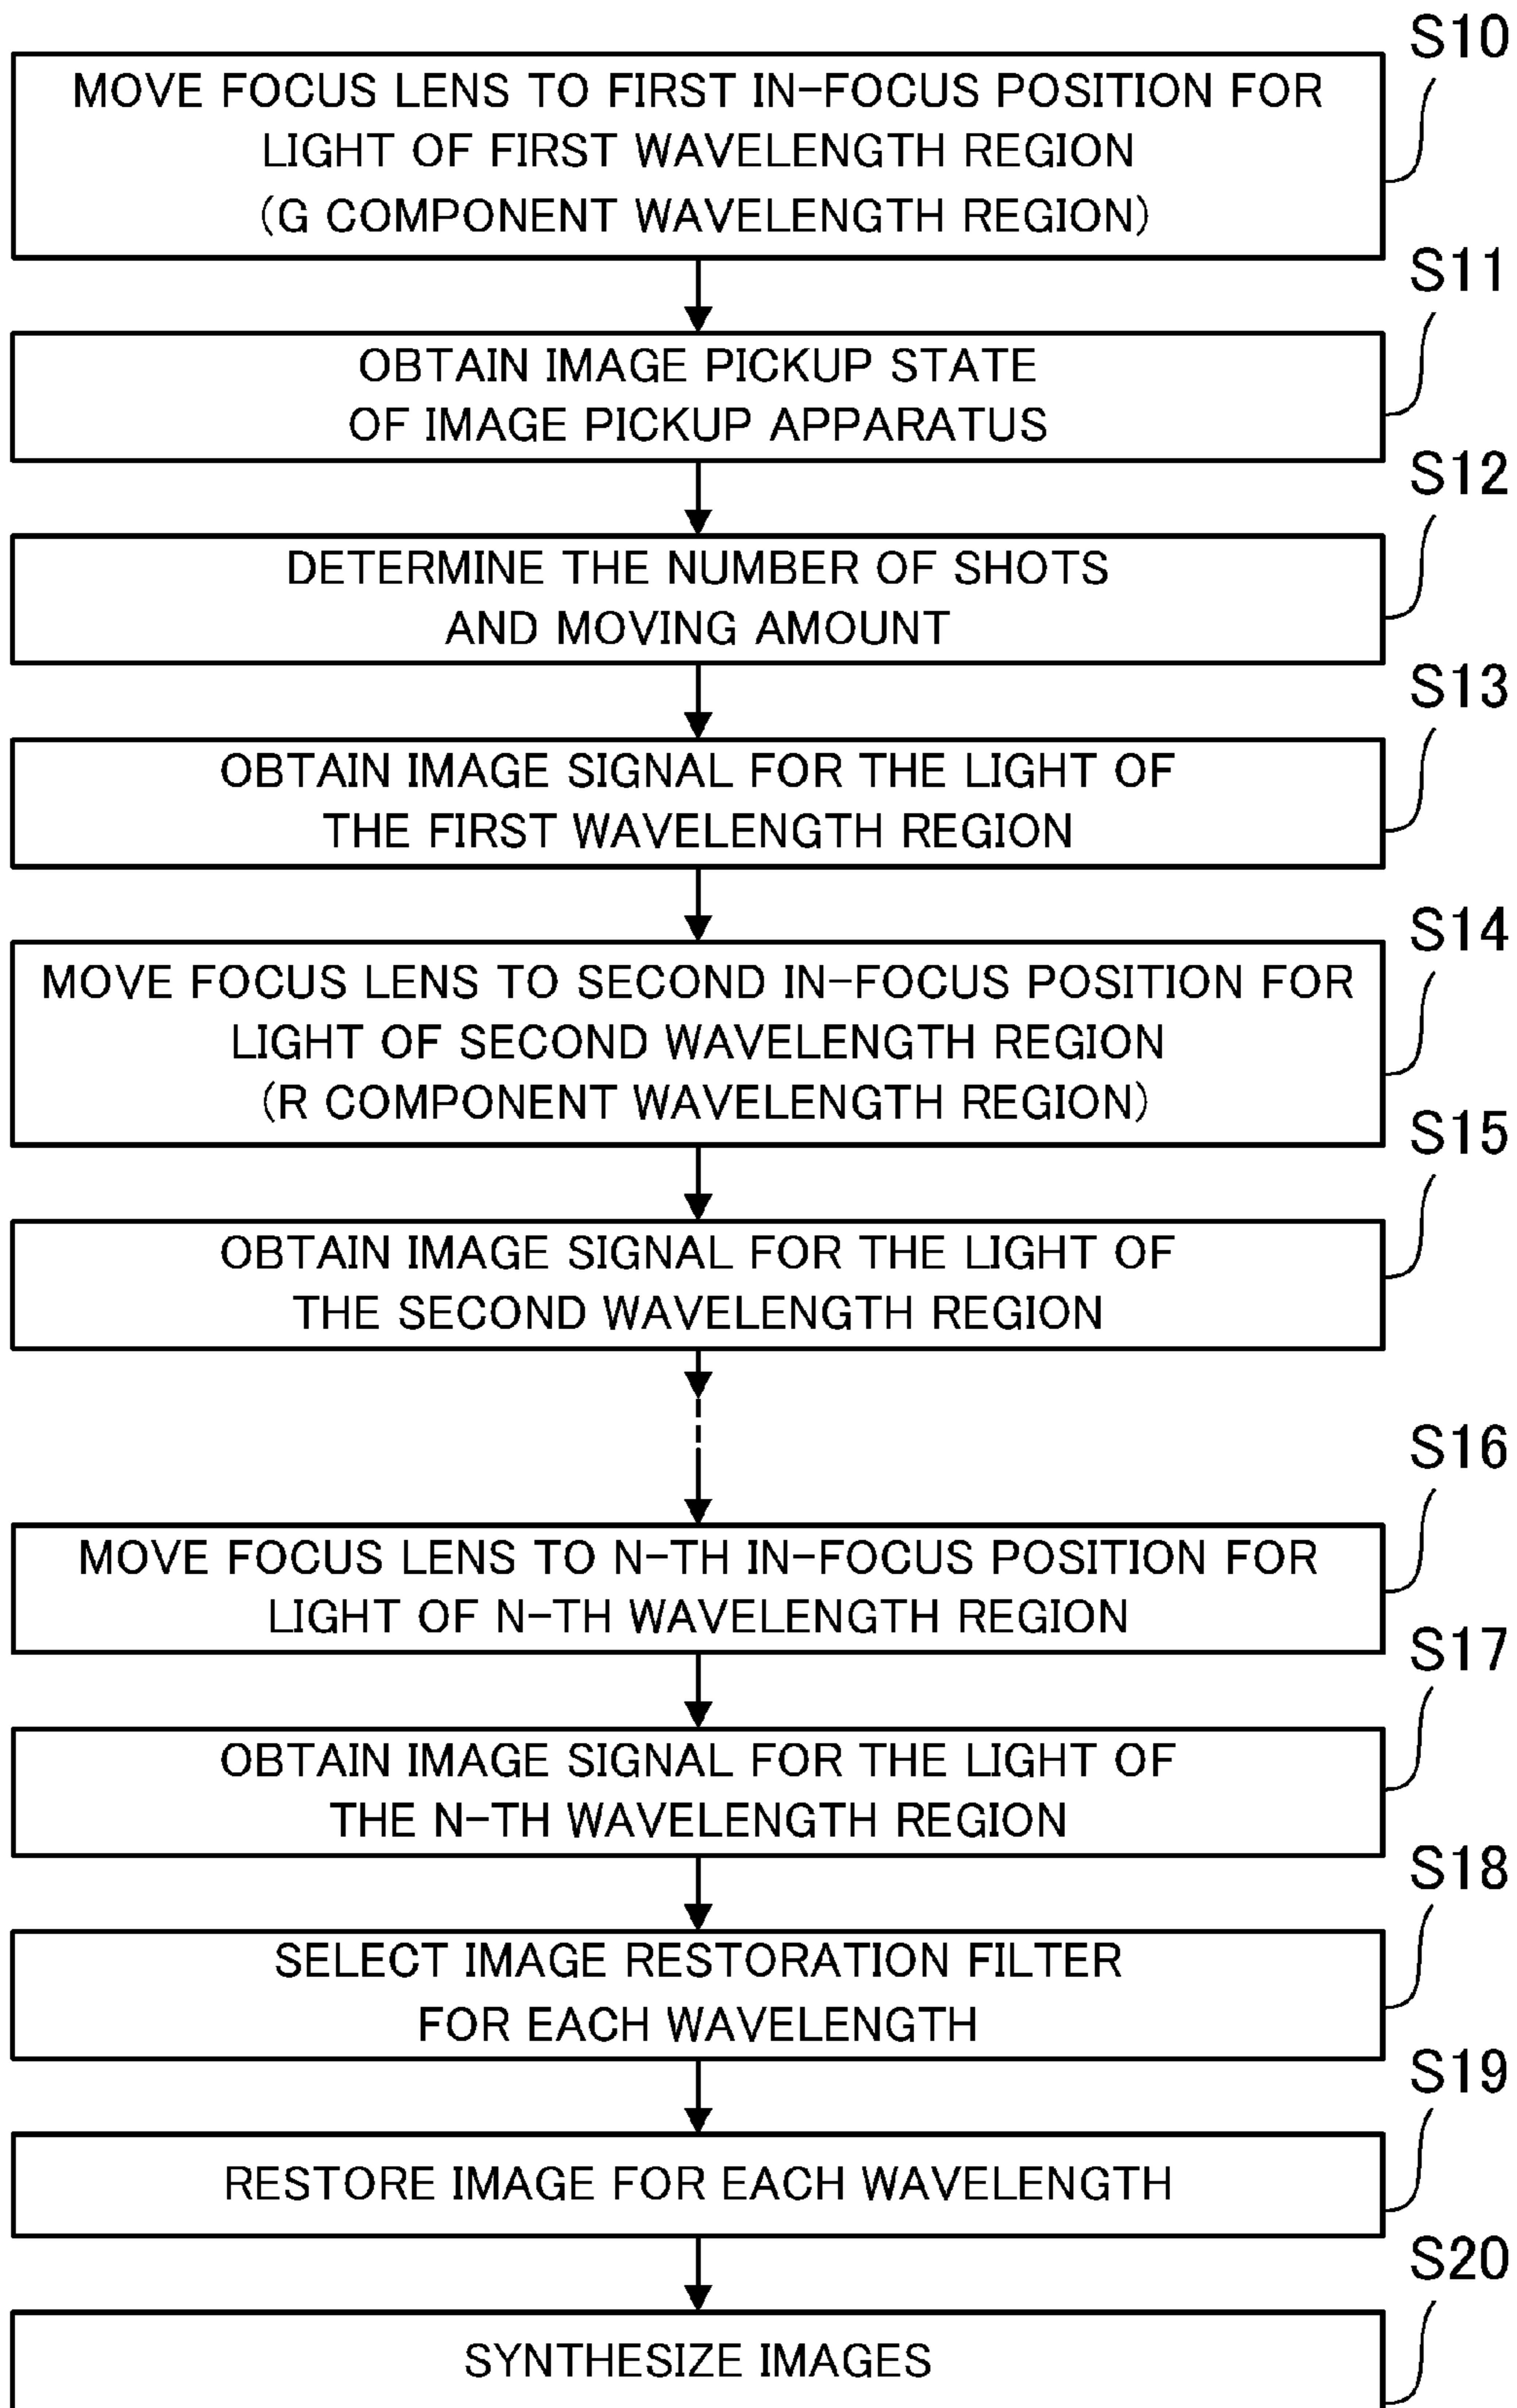 S10
MOVE FOCUS LENS TO FIRST IN-FOCUS POSITION FOR
LIGHT OF FIRST WAVELENGTH REGION
(G COMPONENT WAVELENGTH REGION)
S11
OBTAIN IMAGE PICKUP STATE
OF IMAGE PICKUP APPARATUS
S12
DETERMINE THE NUMBER OF SHOTS
AND MOVING AMOUNT
S13
OBTAIN IMAGE SIGNAL FOR THE LIGHT OF
THE FIRST WAVELENGTH REGION
S14
MOVE FOCUS LENS TO SECOND IN-FOCUS POSITION FOR
LIGHT OF SECOND WAVELENGTH REGION
(R COMPONENT WAVELENGTH REGION)
S15
OBTAIN IMAGE SIGNAL FOR THE LIGHT OF
THE SECOND WAVELENGTH REGION
S16
MOVE FOCUS LENS TO N-TH IN-FOCUS POSITION FOR
LIGHT OF N-TH WAVELENGTH REGION
S17
OBTAIN IMAGE SIGNAL FOR THE LIGHT OF
THE N-TH WAVELENGTH REGION
S18
SELECT IMAGE RESTORATION FILTER
FOR EACH WAVELENGTH
S19
RESTORE IMAGE FOR EACH WAVELENGTH
S20
SYNTHESIZE IMAGES